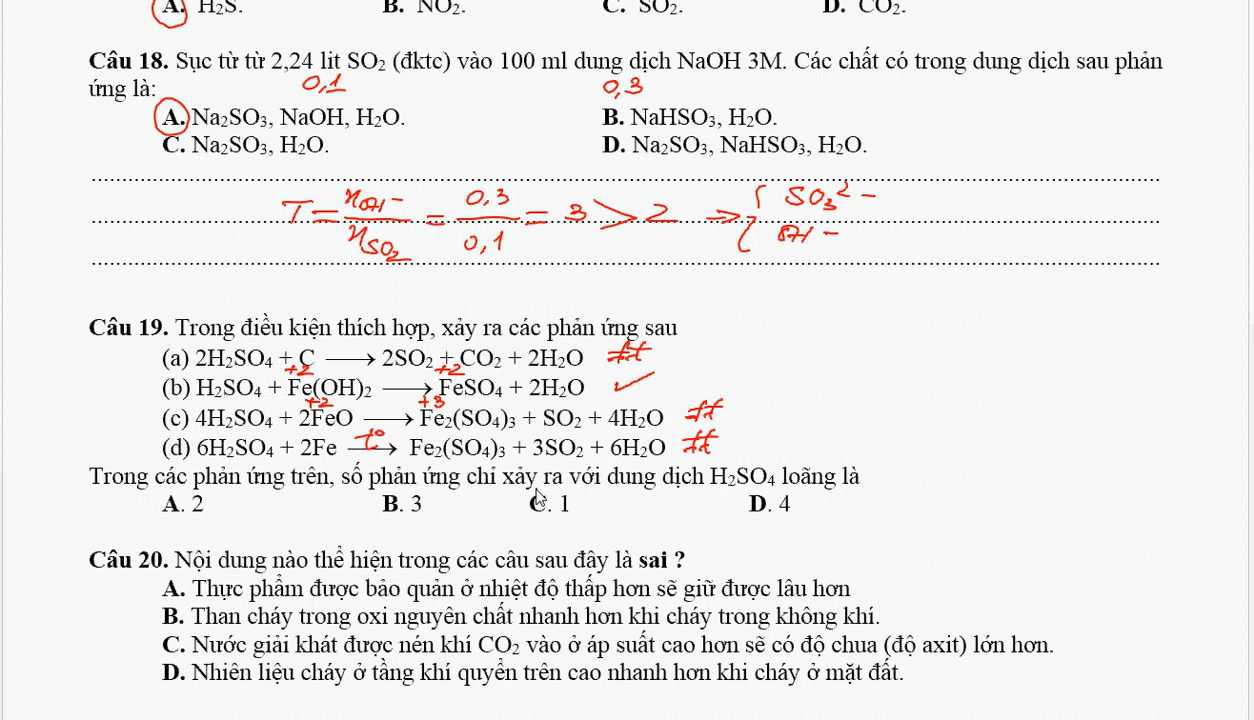 A. H₂S. B. NO₂. C. SO₂. D. CO₂.
Câu 18. Sục từ từ 2,24 lit SO₂ (đktc) vào 100 ml dung dịch NaOH 3M. Các chất có trong dung dịch sau phản
ứng là:
0,1 0,3
A. Na₂SO₃, NaOH, H₂O. B. NaHSO₃, H₂O.
C. Na₂SO₃, H₂O. D. Na₂SO₃, NaHSO₃, H₂O.
T = nOH⁻/nSO₂ = 0,3/0,1 = 3 > 2 ⇒ { SO₃²⁻
OH⁻
Câu 19. Trong điều kiện thích hợp, xảy ra các phản ứng sau
(a) 2H₂SO₄ + C ⟶ 2SO₂ + CO₂ + 2H₂O đ
+2 +2
(b) H₂SO₄ + Fe(OH)₂ ⟶ FeSO₄ + 2H₂O ✓
+2 +3
(c) 4H₂SO₄ + 2FeO ⟶ Fe₂(SO₄)₃ + SO₂ + 4H₂O đ
(d) 6H₂SO₄ + 2Fe t° ⟶ Fe₂(SO₄)₃ + 3SO₂ + 6H₂O đ
Trong các phản ứng trên, số phản ứng chỉ xảy ra với dung dịch H₂SO₄ loãng là
A. 2 B. 3 C. 1 D. 4
Câu 20. Nội dung nào thể hiện trong các câu sau đây là sai ?
A. Thực phẩm được bảo quản ở nhiệt độ thấp hơn sẽ giữ được lâu hơn
B. Than cháy trong oxi nguyên chất nhanh hơn khi cháy trong không khí.
C. Nước giải khát được nén khí CO₂ vào ở áp suất cao hơn sẽ có độ chua (độ axit) lớn hơn.
D. Nhiên liệu cháy ở tầng khí quyển trên cao nhanh hơn khi cháy ở mặt đất.